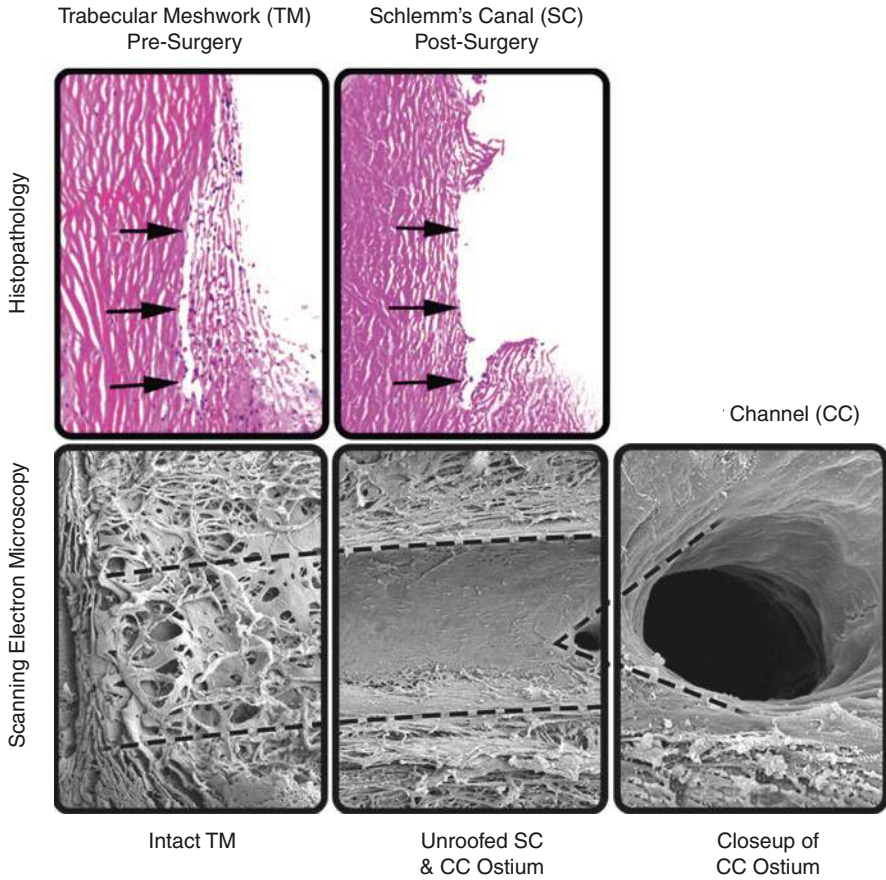 Trabecular Meshwork (TM)
Pre-Surgery
Schlemm's Canal (SC)
Post-Surgery
Histopathology
Channel (CC)
Scanning Electron Microscopy
Intact TM
Unroofed SC
& CC Ostium
Closeup of
CC Ostium